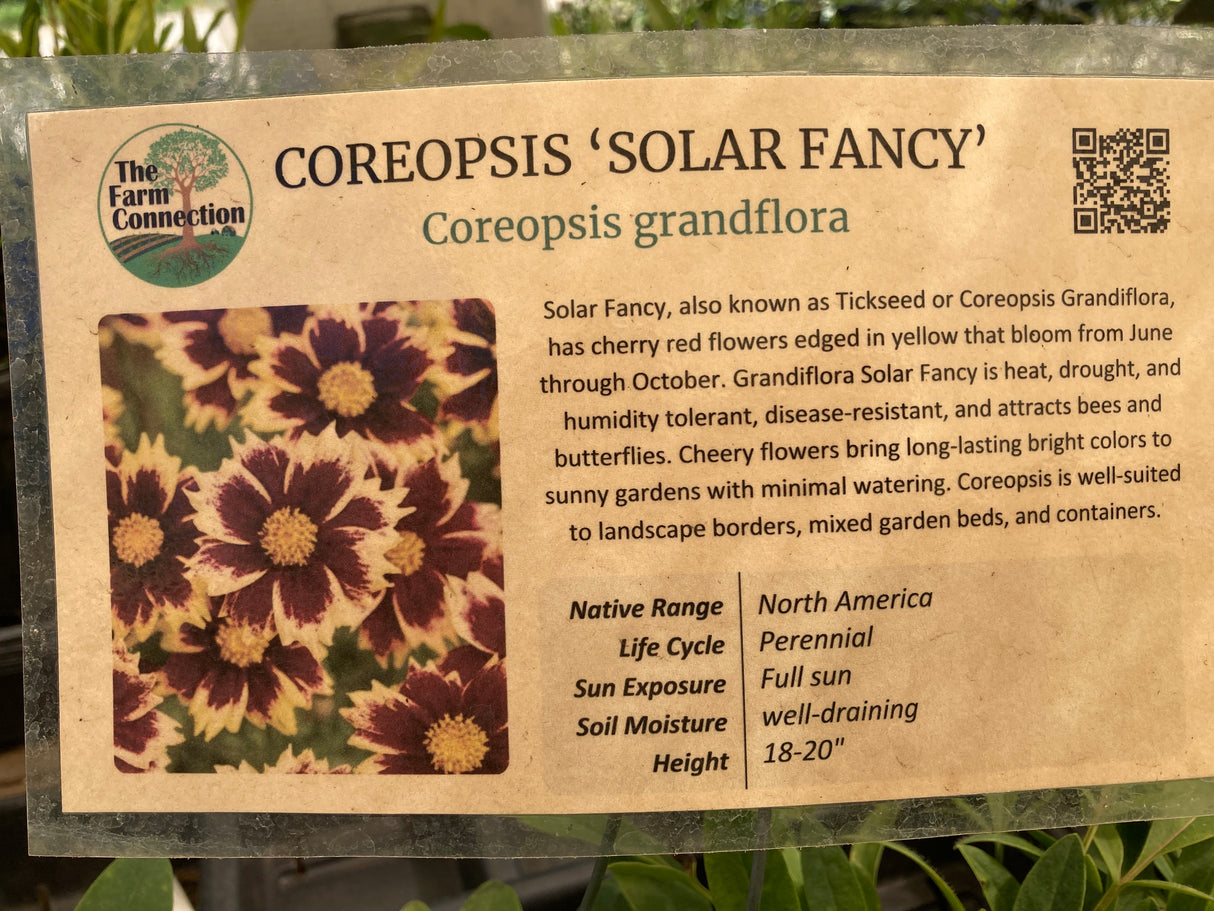 The
Farm
Connection
COREOPSIS ‘SOLAR FANCY’
Coreopsis grandflora
Solar Fancy, also known as Tickseed or Coreopsis Grandiflora,
has cherry red flowers edged in yellow that bloom from June
through October. Grandiflora Solar Fancy is heat, drought, and
humidity tolerant, disease-resistant, and attracts bees and
butterflies. Cheery flowers bring long-lasting bright colors to
sunny gardens with minimal watering. Coreopsis is well-suited
to landscape borders, mixed garden beds, and containers.
Native Range North America
Life Cycle Perennial
Sun Exposure Full sun
Soil Moisture well-draining
Height 18-20"